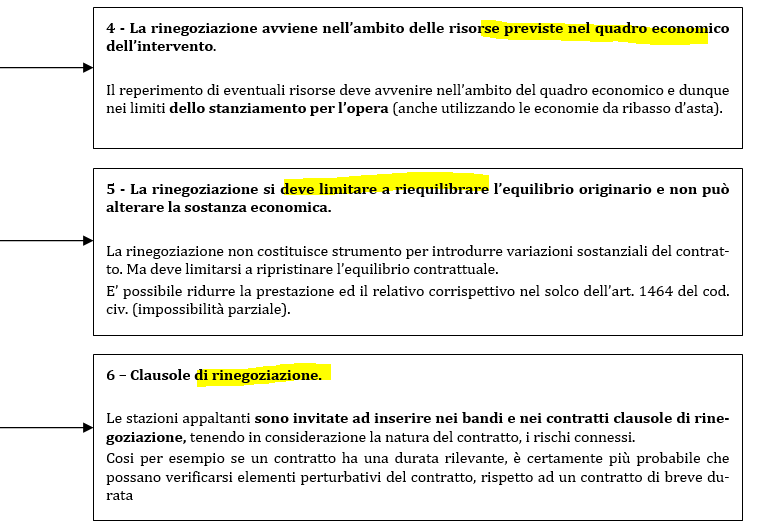 4 - La rinegoziazione avviene nell’ambito delle risorse previste nel quadro economico
dell’intervento.
Il reperimento di eventuali risorse deve avvenire nell’ambito del quadro economico e dunque
nei limiti dello stanziamento per l’opera (anche utilizzando le economie da ribasso d’asta).
5 - La rinegoziazione si deve limitare a riequilibrare l’equilibrio originario e non può
alterare la sostanza economica.
La rinegoziazione non costituisce strumento per introdurre variazioni sostanziali del contrat-
to. Ma deve limitarsi a ripristinare l’equilibrio contrattuale.
E’ possibile ridurre la prestazione ed il relativo corrispettivo nel solco dell’art. 1464 del cod.
civ. (impossibilità parziale).
6 – Clausole di rinegoziazione.
Le stazioni appaltanti sono invitate ad inserire nei bandi e nei contratti clausole di rine-
goziazione, tenendo in considerazione la natura del contratto, i rischi connessi.
Cosi per esempio se un contratto ha una durata rilevante, è certamente più probabile che
possano verificarsi elementi perturbativi del contratto, rispetto ad un contratto di breve du-
rata